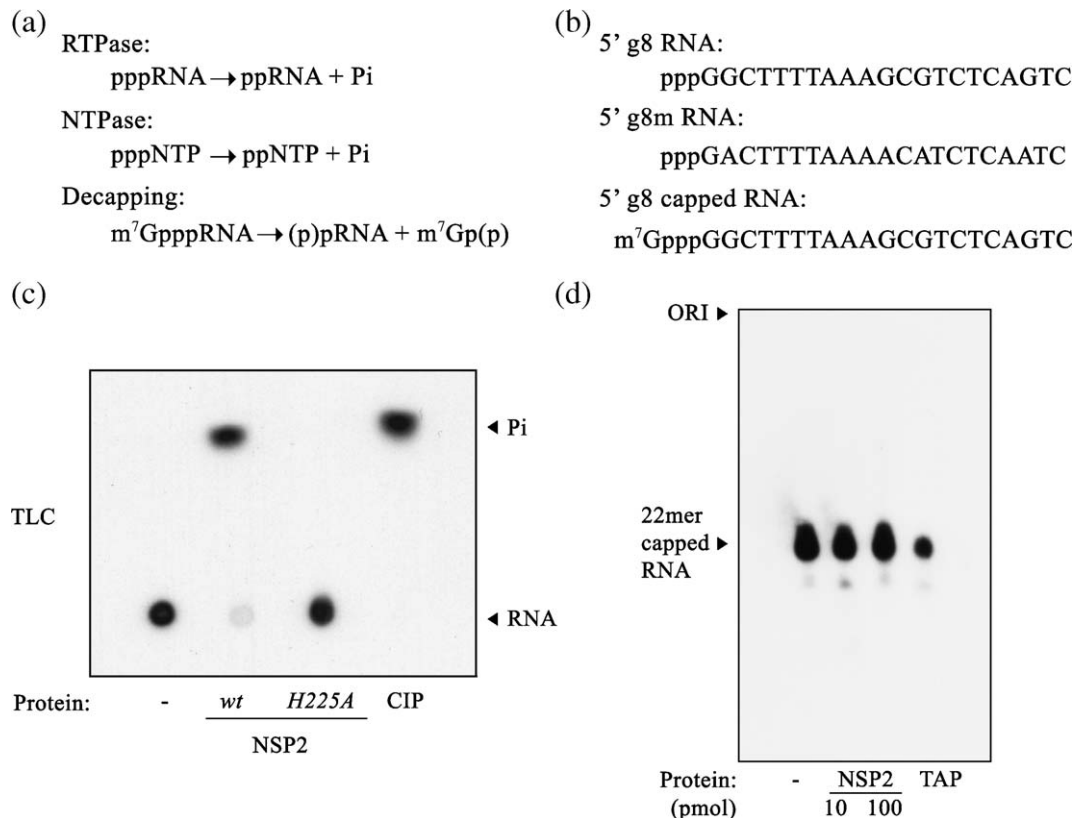 (a)
RTPase:
pppRNA → ppRNA + Pi
NTPase:
pppNTP → ppNTP + Pi
Decapping:
m⁷GpppRNA → (p)pRNA + m⁷Gp(p)
(b)
5' g8 RNA:
pppGGCTTTTAAAGCGTCTCAGTC
5' g8m RNA:
pppGACTTTTAAAACATCTCAATC
5' g8 capped RNA:
m⁷GpppGGCTTTTAAAGCGTCTCAGTC
(c)
TLC
◄ Pi
◄ RNA
Protein: - wt H225A CIP
NSP2
(d)
ORI ►
22mer
capped ►
RNA
Protein: - NSP2 TAP
(pmol) 10 100